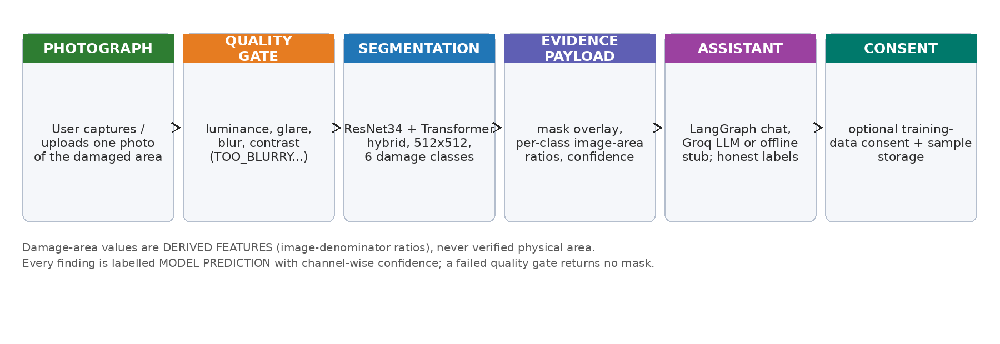 PHOTOGRAPH
User captures /
uploads one photo
of the damaged area
QUALITY
GATE
luminance, glare,
blur, contrast
(TOO_BLURRY...)
SEGMENTATION
ResNet34 + Transformer
hybrid, 512x512,
6 damage classes
EVIDENCE
PAYLOAD
mask overlay,
per-class image-area
ratios, confidence
ASSISTANT
LangGraph chat,
Groq LLM or offline
stub; honest labels
CONSENT
optional training-
data consent + sample
storage
Damage-area values are DERIVED FEATURES (image-denominator ratios), never verified physical area.
Every finding is labelled MODEL PREDICTION with channel-wise confidence; a failed quality gate returns no mask.